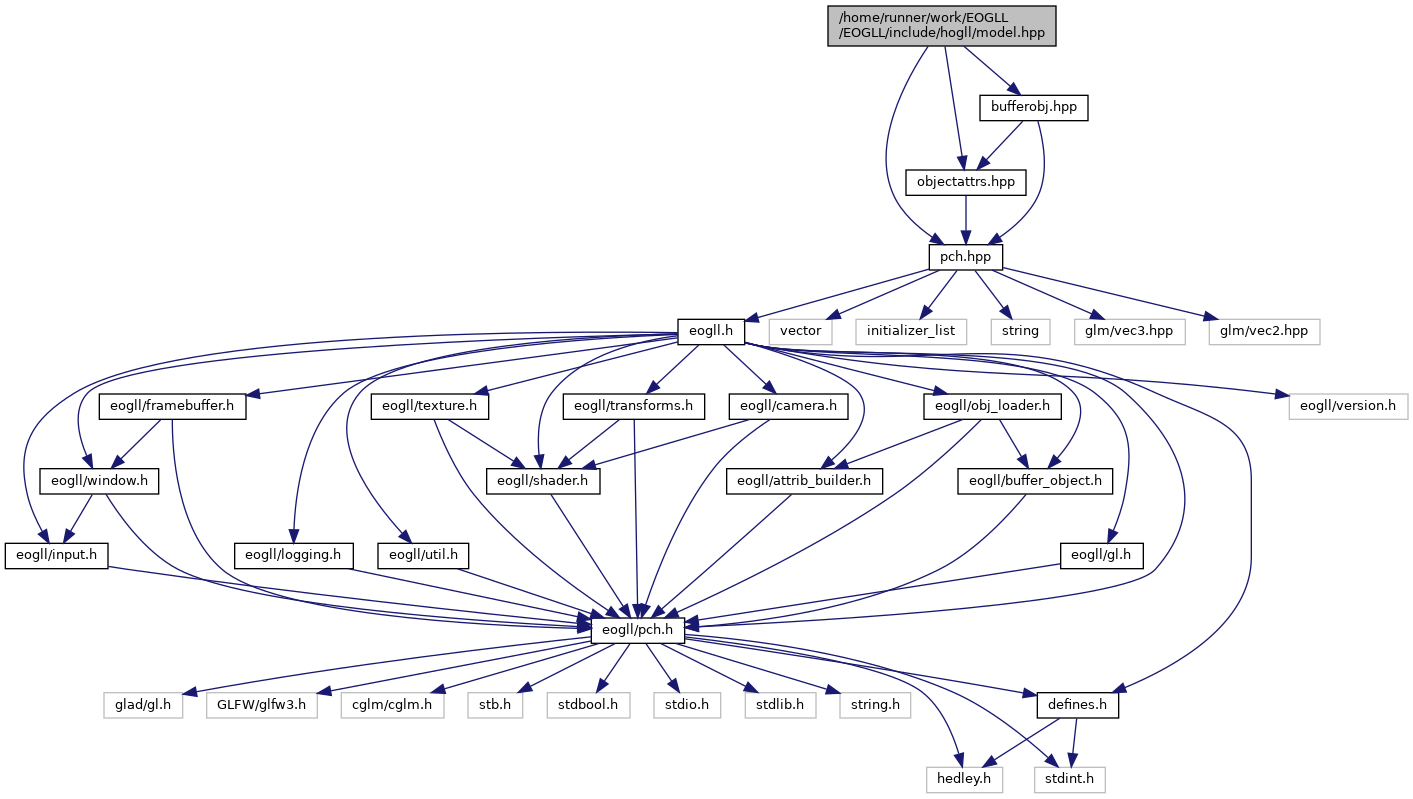 /home/runner/work/EOGLL
/EOGLL/include/hogll/model.hpp
bufferobj.hpp
objectattrs.hpp
pch.hpp
eogll.h
vector
initializer_list
string
glm/vec3.hpp
glm/vec2.hpp
eogll/framebuffer.h
eogll/texture.h
eogll/transforms.h
eogll/camera.h
eogll/obj_loader.h
eogll/version.h
eogll/window.h
eogll/shader.h
eogll/attrib_builder.h
eogll/buffer_object.h
eogll/input.h
eogll/logging.h
eogll/util.h
eogll/gl.h
eogll/pch.h
glad/gl.h
GLFW/glfw3.h
cglm/cglm.h
stb.h
stdbool.h
stdio.h
stdlib.h
string.h
defines.h
hedley.h
stdint.h